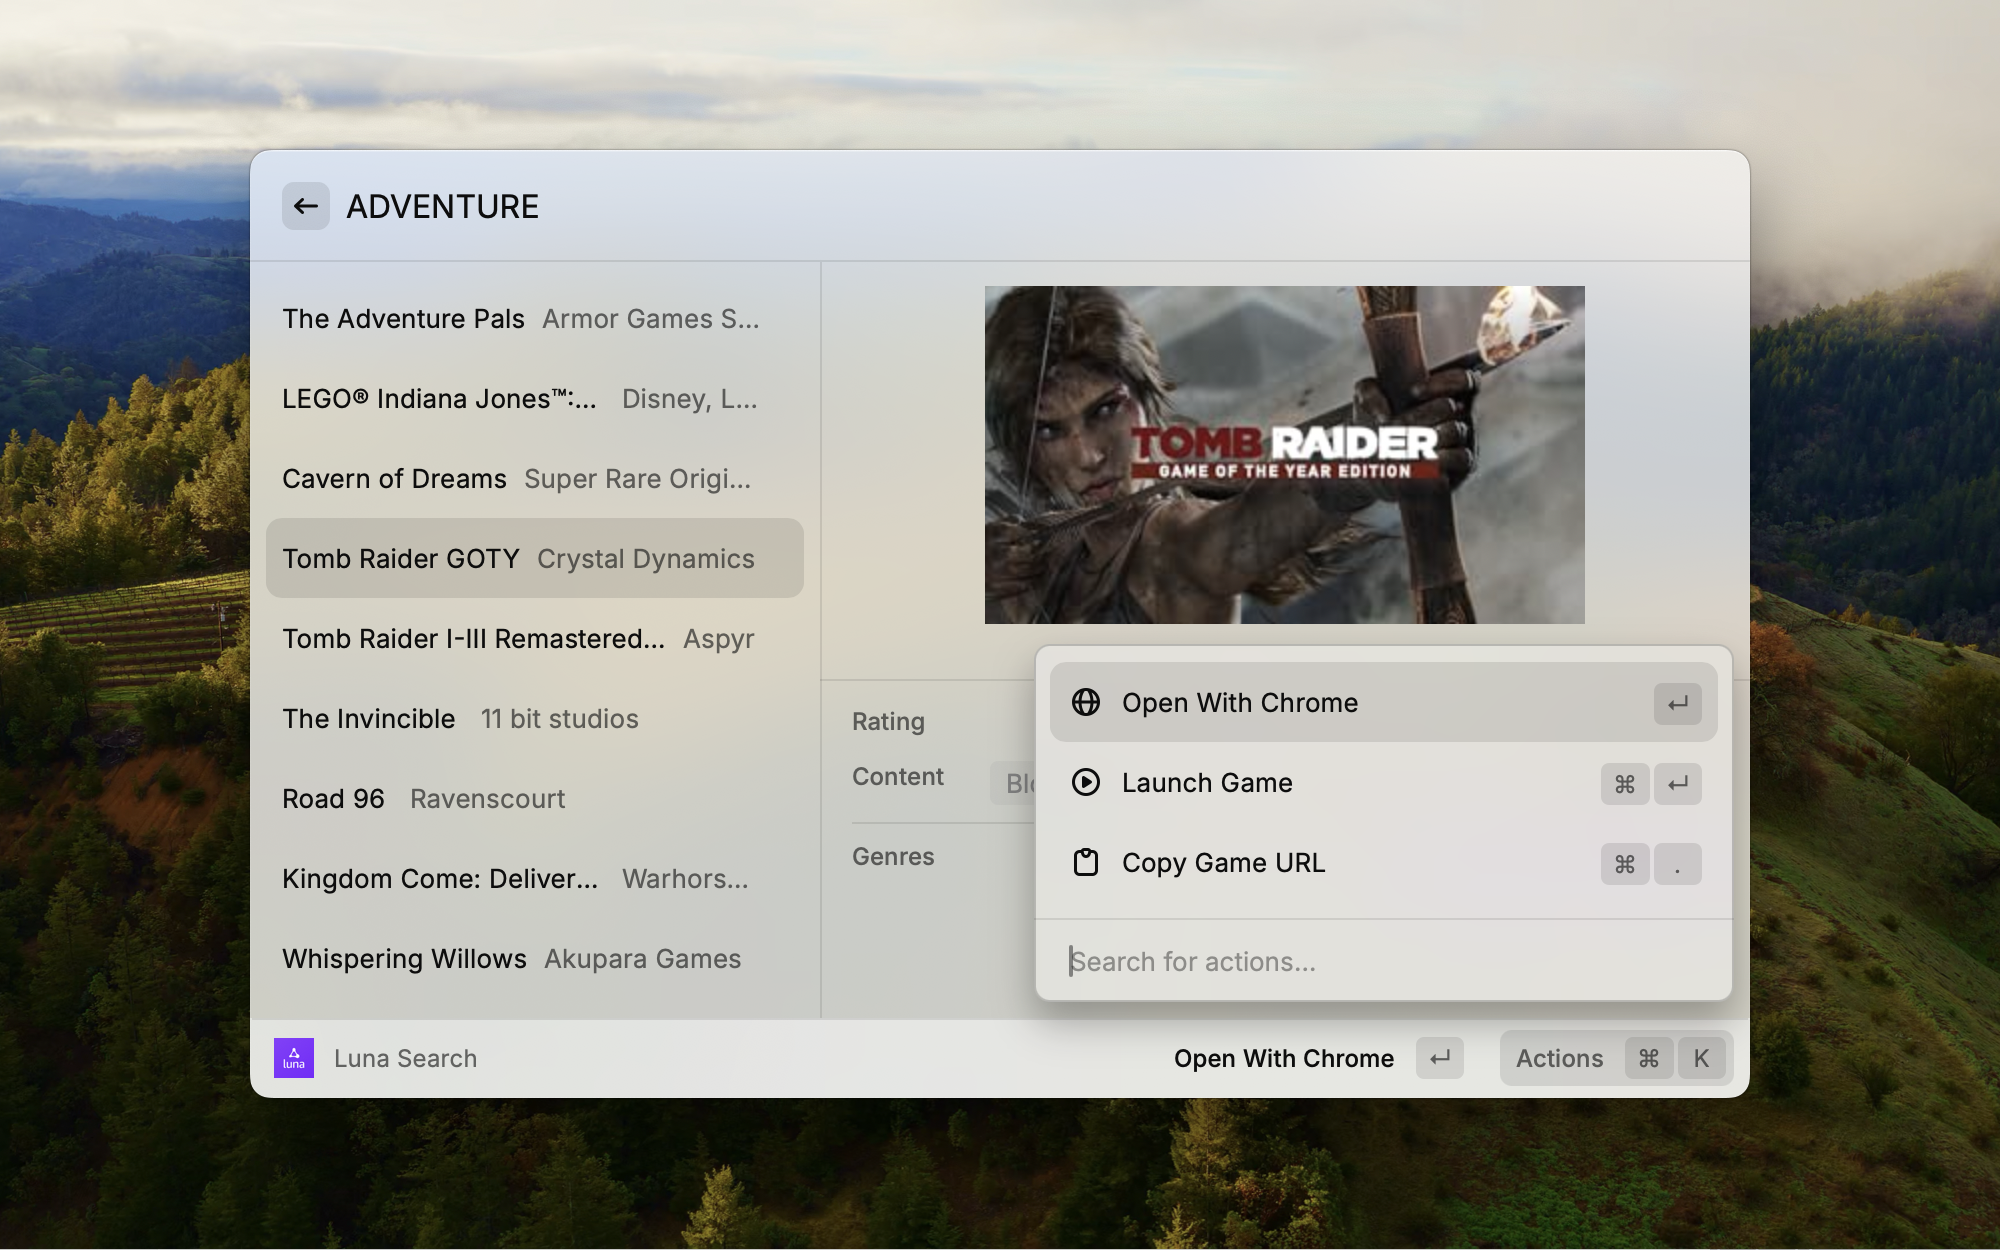 ADVENTURE
The Adventure Pals Armor Games S...
LEGO® Indiana Jones™:... Disney, L...
Cavern of Dreams Super Rare Origi...
Tomb Raider GOTY Crystal Dynamics
Tomb Raider I-III Remastered... Aspyr
The Invincible 11 bit studios
Road 96 Ravenscourt
Kingdom Come: Deliver... Warhors...
Whispering Willows Akupara Games
TOMB RAIDER
GAME OF THE YEAR EDITION
Rating
Content
Genres
Open With Chrome ↵
Launch Game ⌘ ↵
Copy Game URL ⌘ .
Search for actions...
luna
Luna Search
Open With Chrome ↵
Actions ⌘ K